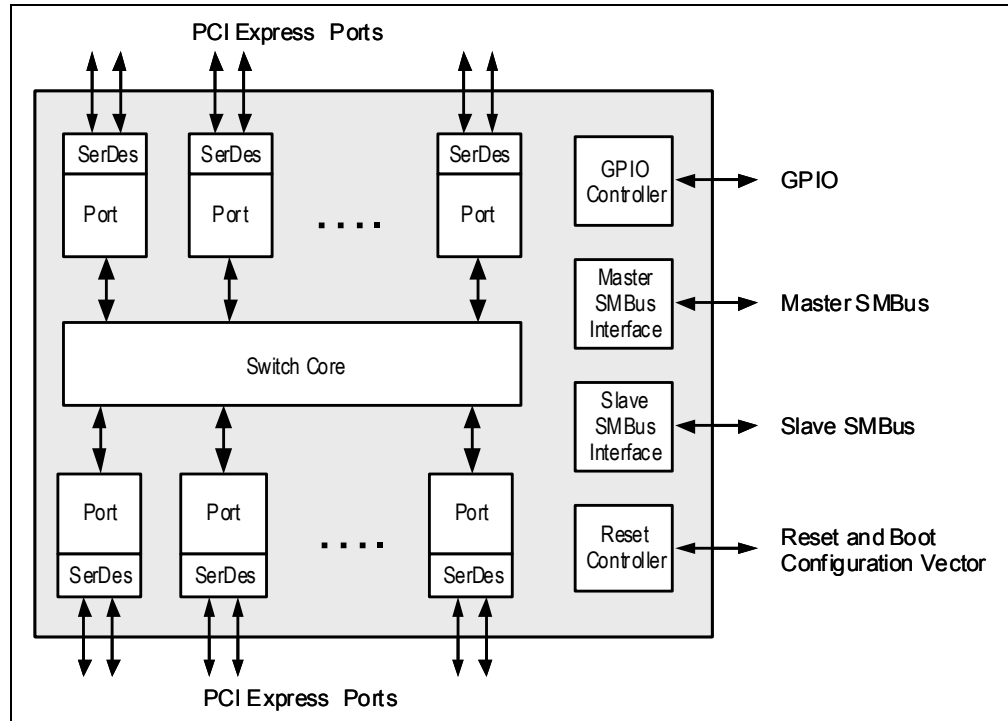 PCI Express Ports
SerDes
SerDes
SerDes
Port
Port
Port
. . . .
GPIO
Controller
GPIO
Master
SMBus
Interface
Master SMBus
Switch Core
Slave
SMBus
Interface
Slave SMBus
Port
Port
Port
. . . .
SerDes
SerDes
SerDes
Reset
Controller
Reset and Boot
Configuration Vector
PCI Express Ports